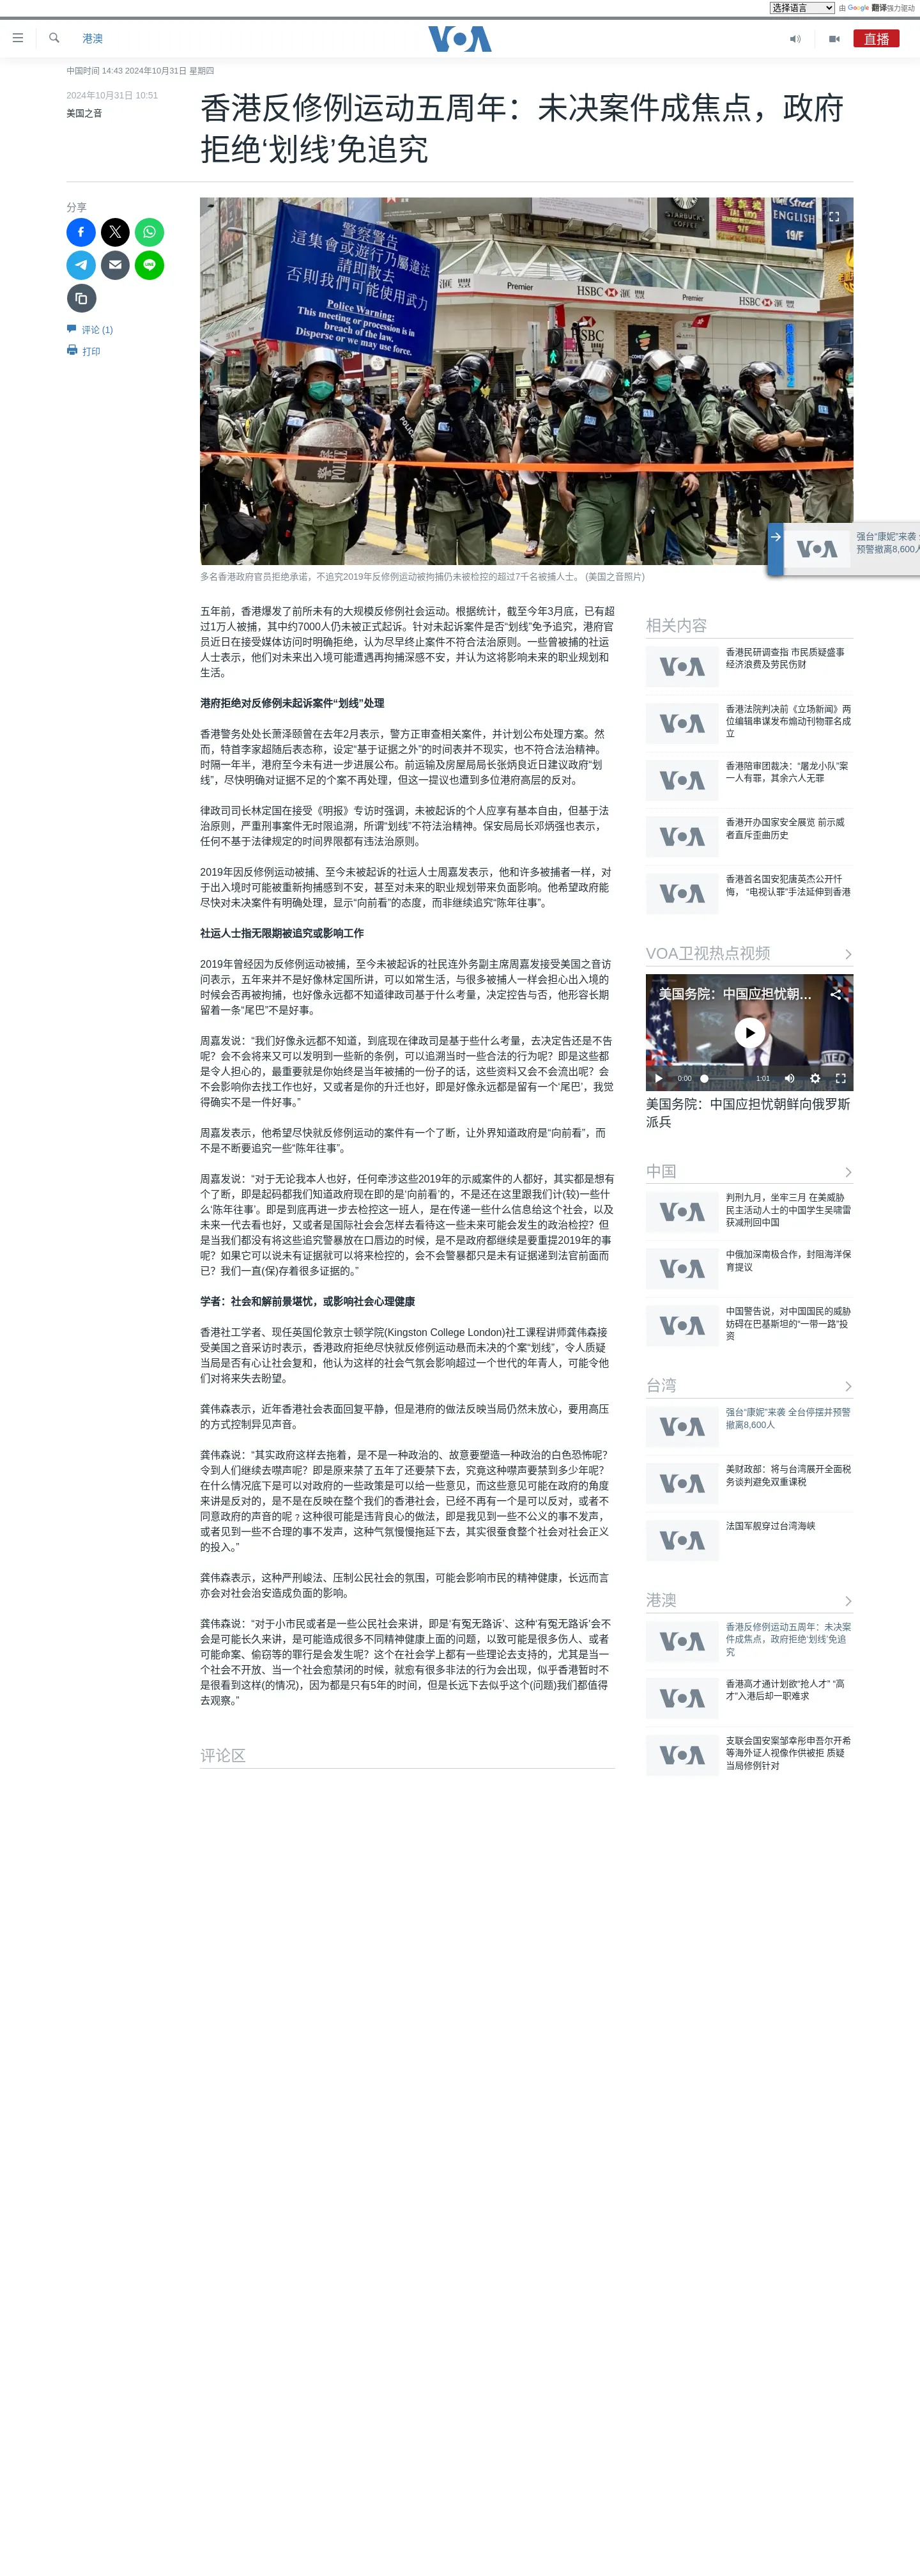 选择语言
由 Google 翻译强力驱动
港澳
VOA
直播
中国时间 14:43 2024年10月31日 星期四
2024年10月31日 10:51
美国之音
香港反修例运动五周年：未决案件成焦点，政府
拒绝‘划线’免追究
分享
评论 (1)
打印
警察警告
這集會或遊行乃屬違法
請即散去
否則我們可能使用武力
Police Warning:
This meeting or procession is in
breach of the law.
Disperse or we may use force.
STARBUCKS
COFFEE
ENGLISH
19/F
Premier
HSBC 滙豐
HSBC 滙豐
Premier
POLICE
警察
POLICE
多名香港政府官员拒绝承诺，不追究2019年反修例运动被拘捕仍未被检控的超过7千名被捕人士。 (美国之音照片)
VOA
强台“康妮”来袭
预警撤离8,600人
五年前，香港爆发了前所未有的大规模反修例社会运动。根据统计，截至今年3月底，已有超
过1万人被捕，其中约7000人仍未被正式起诉。针对未起诉案件是否“划线”免予追究，港府官
员近日在接受媒体访问时明确拒绝，认为尽早终止案件不符合法治原则。一些曾被捕的社运
人士表示，他们对未来出入境可能遭遇再拘捕深感不安，并认为这将影响未来的职业规划和
生活。
港府拒绝对反修例未起诉案件“划线”处理
香港警务处处长萧泽颐曾在去年2月表示，警方正审查相关案件，并计划公布处理方案。然
而，特首李家超随后表态称，设定“基于证据之外”的时间表并不现实，也不符合法治精神。
时隔一年半，港府至今未有进一步进展公布。前运输及房屋局局长张炳良近日建议政府“划
线”，尽快明确对证据不足的个案不再处理，但这一提议也遭到多位港府高层的反对。
律政司司长林定国在接受《明报》专访时强调，未被起诉的个人应享有基本自由，但基于法
治原则，严重刑事案件无时限追溯，所谓“划线”不符法治精神。保安局局长邓炳强也表示，
任何不基于法律规定的时间界限都有违法治原则。
2019年因反修例运动被捕、至今未被起诉的社运人士周嘉发表示，他和许多被捕者一样，对
于出入境时可能被重新拘捕感到不安，甚至对未来的职业规划带来负面影响。他希望政府能
尽快对未决案件有明确处理，显示“向前看”的态度，而非继续追究“陈年往事”。
社运人士指无限期被追究或影响工作
2019年曾经因为反修例运动被捕，至今未被起诉的社民连外务副主席周嘉发接受美国之音访
问表示，五年来并不是好像林定国所讲，可以如常生活，与很多被捕人一样会担心出入境的
时候会否再被拘捕，也好像永远都不知道律政司基于什么考量，决定控告与否，他形容长期
留着一条“尾巴”不是好事。
周嘉发说：“我们好像永远都不知道，到底现在律政司是基于些什么考量，去决定告还是不告
呢？会不会将来又可以发明到一些新的条例，可以追溯当时一些合法的行为呢？即是这些都
是令人担心的，最重要就是你始终是当年被捕的一份子的话，这些资料又会不会流出呢？会
不会影响你去找工作也好，又或者是你的升迁也好，即是好像永远都是留有一个‘尾巴’，我觉
得确实不是一件好事。”
周嘉发表示，他希望尽快就反修例运动的案件有一个了断，让外界知道政府是“向前看”，而
不是不断要追究一些“陈年往事”。
周嘉发说：“对于无论我本人也好，任何牵涉这些2019年的示威案件的人都好，其实都是想有
个了断，即是起码都我们知道政府现在即的是‘向前看’的，不是还在这里跟我们计(较)一些什
么‘陈年往事’。即是到底再进一步去检控这一班人，是在传递一些什么信息给这个社会，以及
未来一代去看也好，又或者是国际社会会怎样去看待这一些未来可能会发生的政治检控？但
是当我们都没有将这些追究警暴放在口唇边的时候，是不是政府都继续是要重提2019年的事
呢？如果它可以说未有证据就可以将来检控的，会不会警暴都只是未有证据递到法官前面而
已？我们一直(保)存着很多证据的。”
学者：社会和解前景堪忧，或影响社会心理健康
香港社工学者、现任英国伦敦京士顿学院(Kingston College London)社工课程讲师龚伟森接
受美国之音采访时表示，香港政府拒绝尽快就反修例运动悬而未决的个案“划线”，令人质疑
当局是否有心让社会复和，他认为这样的社会气氛会影响超过一个世代的年青人，可能令他
们对将来失去盼望。
龚伟森表示，近年香港社会表面回复平静，但是港府的做法反映当局仍然未放心，要用高压
的方式控制异见声音。
龚伟森说：“其实政府这样去拖着，是不是一种政治的、故意要塑造一种政治的白色恐怖呢？
令到人们继续去噤声呢？即是原来禁了五年了还要禁下去，究竟这种噤声要禁到多少年呢？
在什么情况底下是可以对政府的一些政策是可以给一些意见，而这些意见可能在政府的角度
来讲是反对的，是不是在反映在整个我们的香港社会，已经不再有一个是可以反对，或者不
同意政府的声音的呢﹖这种很可能是违背良心的做法，即是我见到一些不公义的事不发声，
或者见到一些不合理的事不发声，这种气氛慢慢拖延下去，其实很蚕食整个社会对社会正义
的投入。”
龚伟森表示，这种严刑峻法、压制公民社会的氛围，可能会影响市民的精神健康，长远而言
亦会对社会治安造成负面的影响。
龚伟森说：“对于小市民或者是一些公民社会来讲，即是‘有冤无路诉’、这种‘有冤无路诉’会不
会是可能长久来讲，是可能造成很多不同精神健康上面的问题，以致可能是很多伤人、或者
可能命案、偷窃等的罪行是会发生呢？这个在社会学上都有一些理论去支持的，尤其是当一
个社会不开放、当一个社会愈禁闭的时候，就愈有很多非法的行为会出现，似乎香港暂时不
是很看到这样(的情况)，因为都是只有5年的时间，但是长远下去似乎这个(问题)我们都值得
去观察。”
评论区
相关内容
VOA
香港民研调查指 市民质疑盛事
经济浪费及劳民伤财
VOA
香港法院判决前《立场新闻》两
位编辑串谋发布煽动刊物罪名成
立
VOA
香港陪审团裁决：“屠龙小队”案
一人有罪，其余六人无罪
VOA
香港开办国家安全展览 前示威
者直斥歪曲历史
VOA
香港首名国安犯唐英杰公开忏
悔， “电视认罪”手法延伸到香港
VOA卫视热点视频
美国务院：中国应担忧朝...
0:00
1:01
美国务院：中国应担忧朝鲜向俄罗斯
派兵
中国
VOA
判刑九月，坐牢三月 在美威胁
民主活动人士的中国学生吴啸雷
获减刑回中国
VOA
中俄加深南极合作，封阻海洋保
育提议
VOA
中国警告说，对中国国民的威胁
妨碍在巴基斯坦的“一带一路”投
资
台湾
VOA
强台“康妮”来袭 全台停摆并预警
撤离8,600人
VOA
美财政部：将与台湾展开全面税
务谈判避免双重课税
VOA
法国军舰穿过台湾海峡
港澳
VOA
香港反修例运动五周年：未决案
件成焦点，政府拒绝‘划线’免追
究
VOA
香港高才通计划欲“抢人才” “高
才”入港后却一职难求
VOA
支联会国安案邹幸彤申吾尔开希
等海外证人视像作供被拒 质疑
当局修例针对